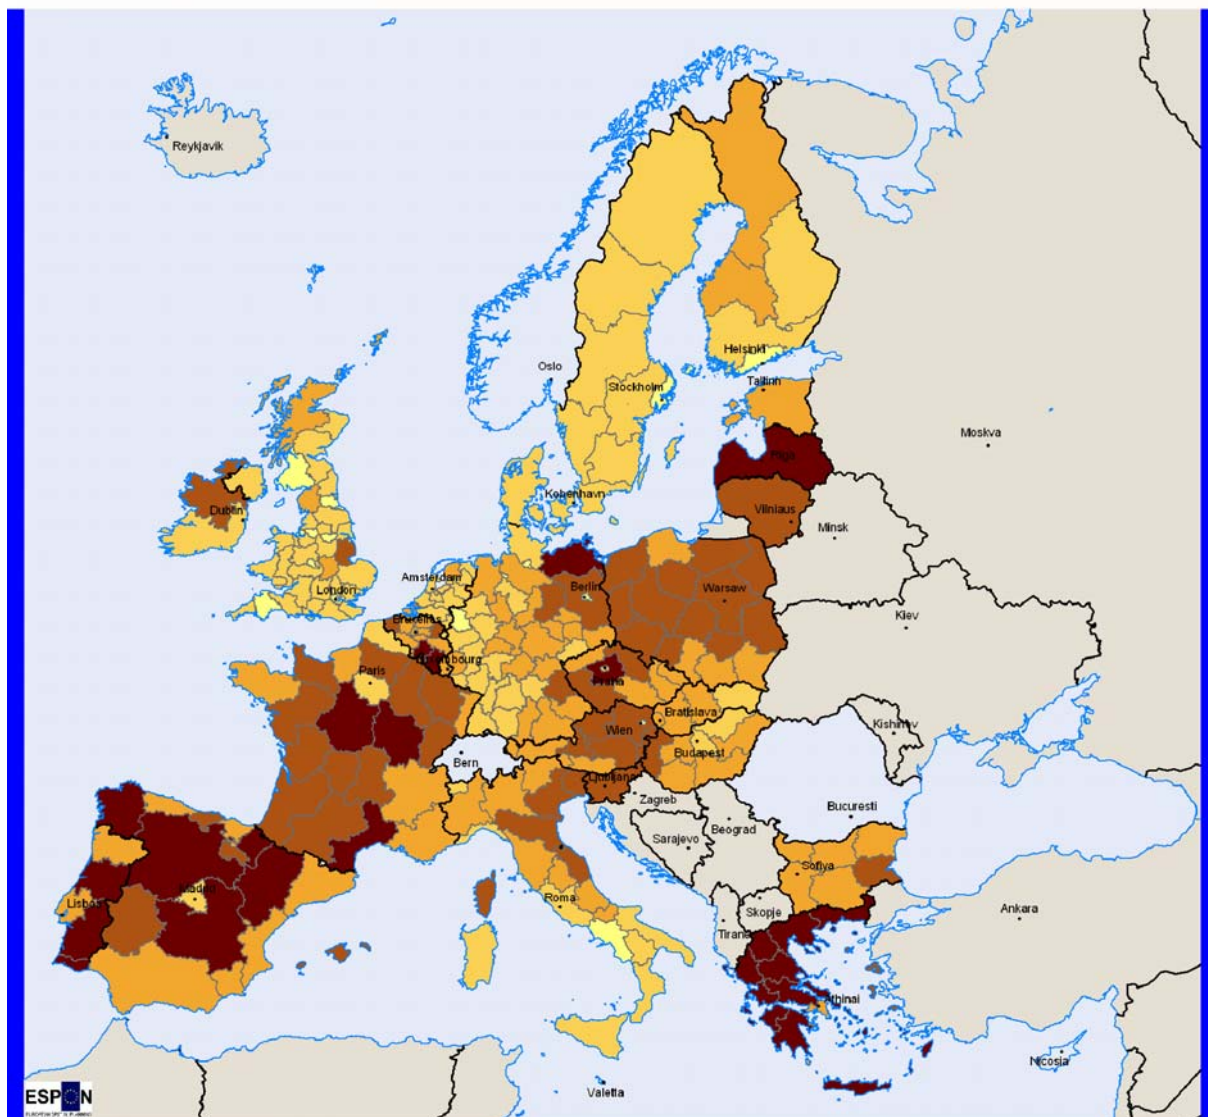 Reykjavik
Oslo
Helsinki
Tallinn
Stockholm
Moskva
Riga
Kobenhavn
Vilniaus
Minsk
Dublin
Amsterdam
Berlin
Warsaw
London
Kiev
Bruxelles
Luxembourg
Paris
Praha
Bratislava
Kishinev
Wien
Budapest
Bern
Ljubljana
Zagreb
Bucuresti
Beograd
Sarajevo
Sofiya
Madrid
Lisboa
Roma
Skopje
Ankara
Tirana
Athinai
Nicosia
Valetta
ESPON